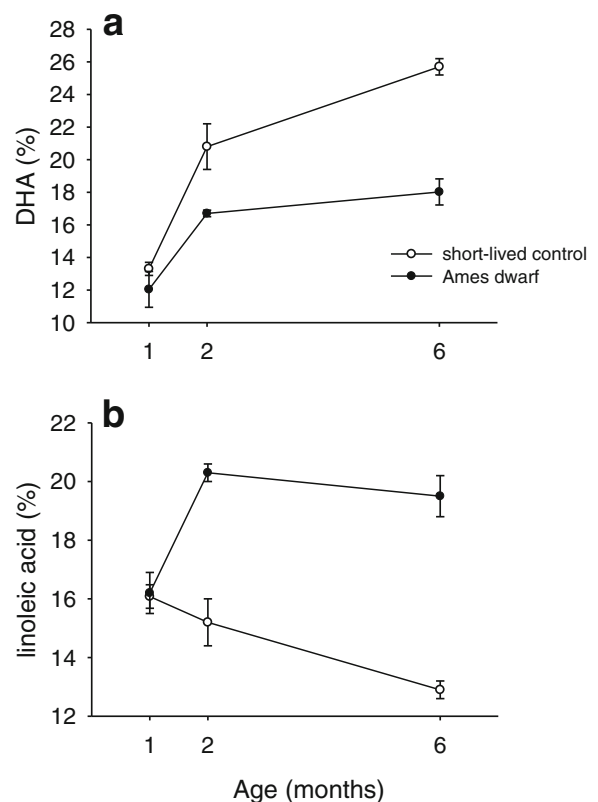 a
28
26
24
22
20
18
16
14
12
10
DHA (%)
short-lived control
Ames dwarf
1 2 6
b
22
20
18
16
14
12
linoleic acid (%)
1 2 6
Age (months)